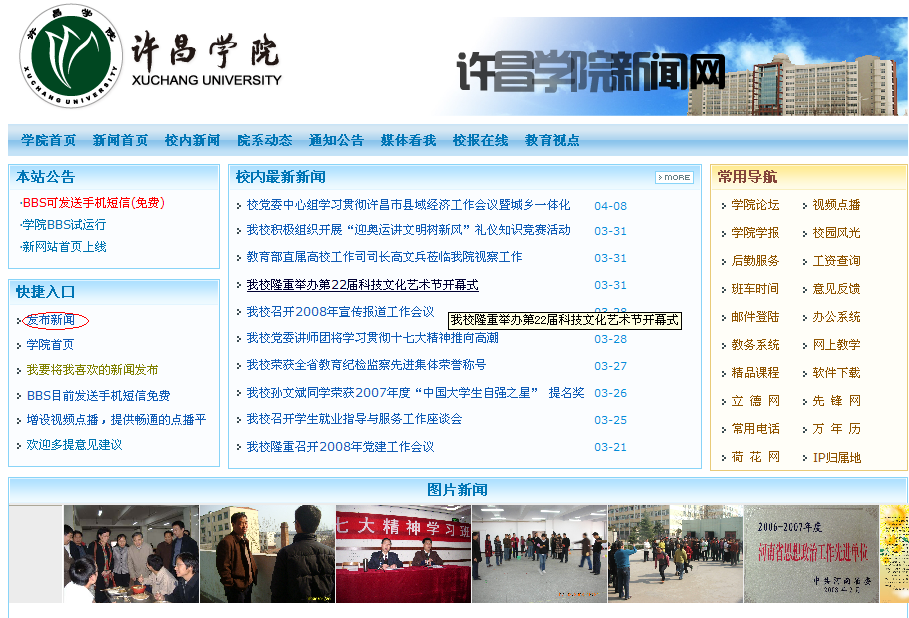 许昌学院
XUCHANG UNIVERSITY
许昌学院
XUCHANG UNIVERSITY
许昌学院新闻网
学院首页 新闻首页 校内新闻 院系动态 通知公告 媒体看我 校报在线 教育视点
本站公告
·BBS可发送手机短信(免费)
·学院BBS试运行
·新网站首页上线
快捷入口
发布新闻
学院首页
我要将我喜欢的新闻发布
BBS目前发送手机短信免费
增设视频点播，提供畅通的点播平
欢迎多提意见建议
校内最新新闻
MORE
校党委中心组学习贯彻许昌市县域经济工作会议暨城乡一体化 04-08
我校积极组织开展“迎奥运讲文明树新风”礼仪知识竞赛活动 03-31
教育部直属高校工作司司长高文兵莅临我院视察工作 03-31
我校隆重举办第22届科技文化艺术节开幕式 03-31
我校召开2008年宣传报道工作会议
我校隆重举办第22届科技文化艺术节开幕式
我校党委讲师团将学习贯彻十七大精神推向高潮 03-28
我校荣获全省教育纪检监察先进集体荣誉称号 03-27
我校孙文斌同学荣获2007年度“中国大学生自强之星” 提名奖 03-26
我校召开学生就业指导与服务工作座谈会 03-25
我校隆重召开2008年党建工作会议 03-21
常用导航
学院论坛 视频点播
学院学报 校园风光
后勤服务 工资查询
班车时间 意见反馈
邮件登陆 办公系统
教务系统 网上教学
精品课程 软件下载
立 德 网 先 锋 网
常用电话 万 年 历
荷 花 网 IP归属地
图片新闻
七大精神学习班
2006-2007年度
河南省思想政治工作先进单位
中共河南省委